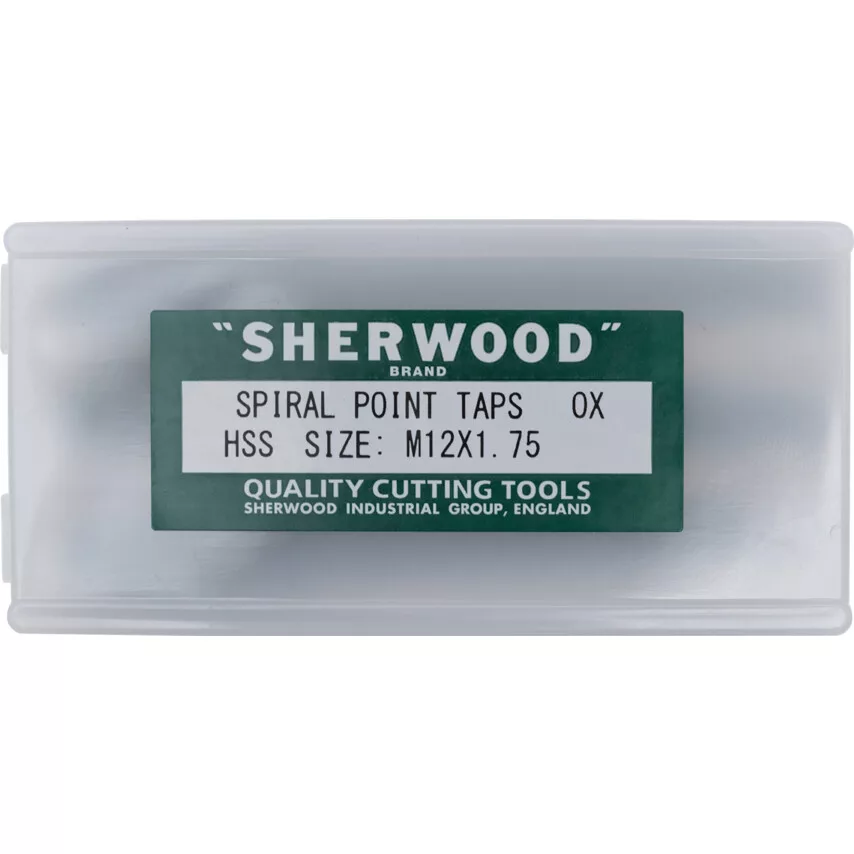 "SHERWOOD"
BRAND
SPIRAL POINT TAPS OX
HSS SIZE: M12X1.75
QUALITY CUTTING TOOLS
SHERWOOD INDUSTRIAL GROUP, ENGLAND